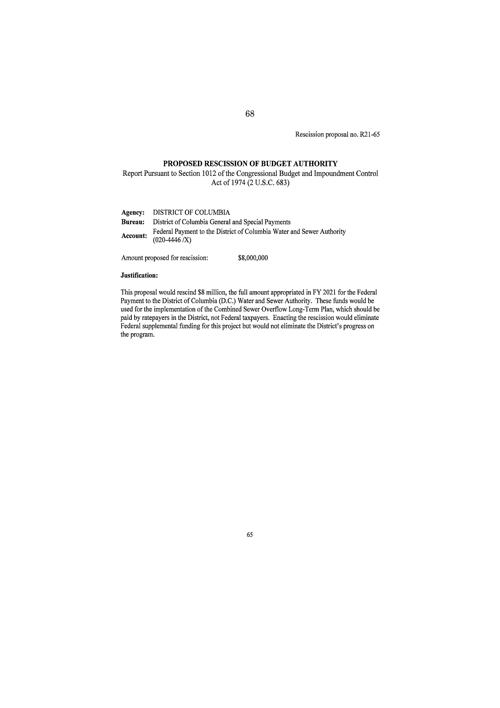 68
Rescission proposal no. R21-65
PROPOSED RESCISSION OF BUDGET AUTHORITY
Report Pursuant to Section 1012 of the Congressional Budget and Impoundment Control
Act of 1974 (2 U.S.C. 683)
Agency: DISTRICT OF COLUMBIA
Bureau: District of Columbia General and Special Payments
Account: Federal Payment to the District of Columbia Water and Sewer Authority
(020-4446 /X)
Amount proposed for rescission: $8,000,000
Justification:
This proposal would rescind $8 million, the full amount appropriated in FY 2021 for the Federal
Payment to the District of Columbia (D.C.) Water and Sewer Authority. These funds would be
used for the implementation of the Combined Sewer Overflow Long-Term Plan, which should be
paid by ratepayers in the District, not Federal taxpayers. Enacting the rescission would eliminate
Federal supplemental funding for this project but would not eliminate the District's progress on
the program.
65